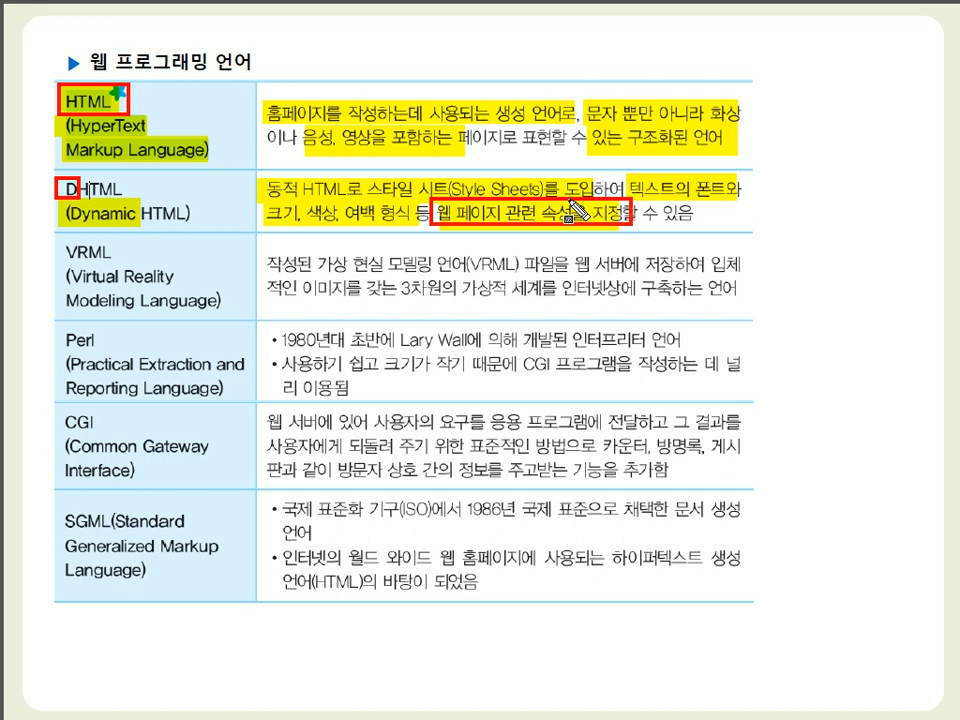 ▶ 웹 프로그래밍 언어
HTML
(HyperText
Markup Language)
홈페이지를 작성하는데 사용되는 생성 언어로, 문자 뿐만 아니라 화상
이나 음성, 영상을 포함하는 페이지로 표현할 수 있는 구조화된 언어
DHTML
(Dynamic HTML)
동적 HTML로 스타일 시트(Style Sheets)를 도입하여 텍스트의 폰트와
크기, 색상, 여백 형식 등 웹 페이지 관련 속성을 지정할 수 있음
VRML
(Virtual Reality
Modeling Language)
작성된 가상 현실 모델링 언어(VRML) 파일을 웹 서버에 저장하여 입체
적인 이미지를 갖는 3차원의 가상적 세계를 인터넷상에 구축하는 언어
Perl
(Practical Extraction and
Reporting Language)
• 1980년대 초반에 Lary Wall에 의해 개발된 인터프리터 언어
• 사용하기 쉽고 크기가 작기 때문에 CGI 프로그램을 작성하는 데 널
리 이용됨
CGI
(Common Gateway
Interface)
웹 서버에 있어 사용자의 요구를 응용 프로그램에 전달하고 그 결과를
사용자에게 되돌려 주기 위한 표준적인 방법으로 카운터, 방명록, 게시
판과 같이 방문자 상호 간의 정보를 주고받는 기능을 추가함
SGML(Standard
Generalized Markup
Language)
• 국제 표준화 기구(ISO)에서 1986년 국제 표준으로 채택한 문서 생성
언어
• 인터넷의 월드 와이드 웹 홈페이지에 사용되는 하이퍼텍스트 생성
언어(HTML)의 바탕이 되었음